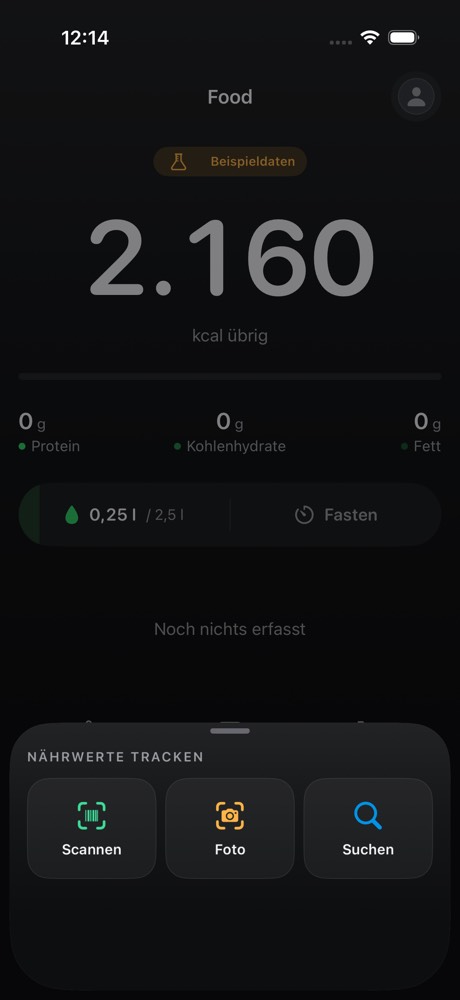 12:14
Food
Beispieldaten
2.160
kcal übrig
0 g 0 g 0 g
Protein Kohlenhydrate Fett
0,25 l / 2,5 l Fasten
Noch nichts erfasst
NÄHRWERTE TRACKEN
Scannen Foto Suchen